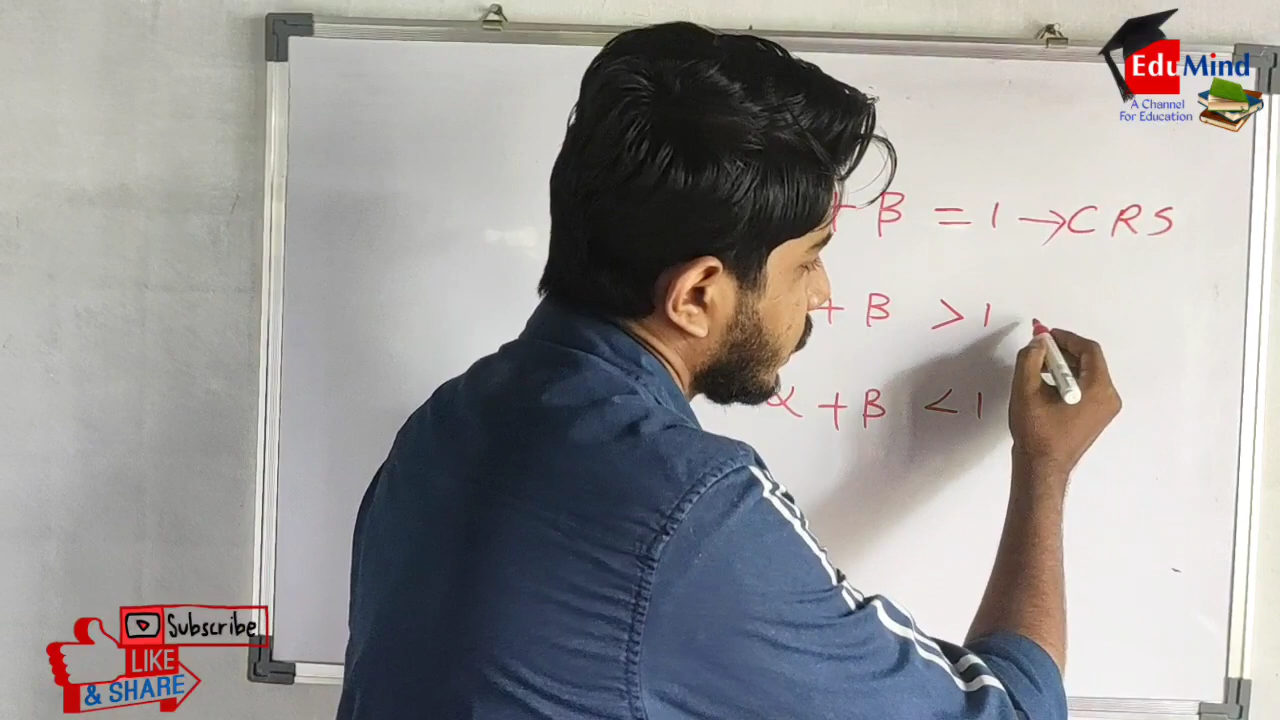 EduMind
A Channel
For Education
+ β = 1 → CRS
+ β > 1
α + β < 1
Subscribe
LIKE
& SHARE